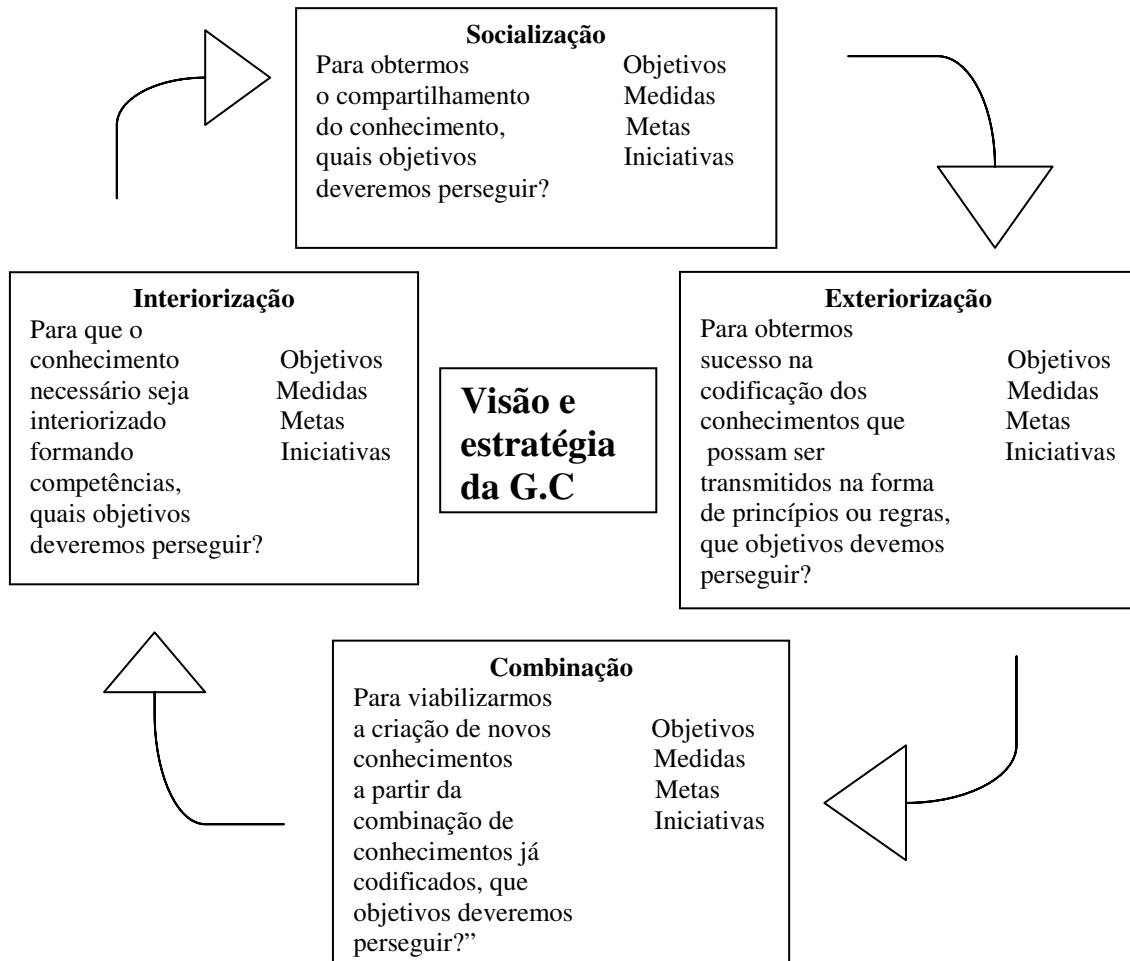 Socialização
Para obtermos Objetivos
o compartilhamento Medidas
do conhecimento, Metas
quais objetivos Iniciativas
deveremos perseguir?
Interiorização
Para que o
conhecimento Objetivos
necessário seja Medidas
interiorizado Metas
formando Iniciativas
competências,
quais objetivos
deveremos perseguir?
Visão e
estratégia
da G.C
Exteriorização
Para obtermos
sucesso na Objetivos
codificação dos Medidas
conhecimentos que Metas
possam ser Iniciativas
transmitidos na forma
de princípios ou regras,
que objetivos devemos
perseguir?
Combinação
Para viabilizarmos
a criação de novos Objetivos
conhecimentos Medidas
a partir da Metas
combinação de Iniciativas
conhecimentos já
codificados, que
objetivos deveremos
perseguir?”